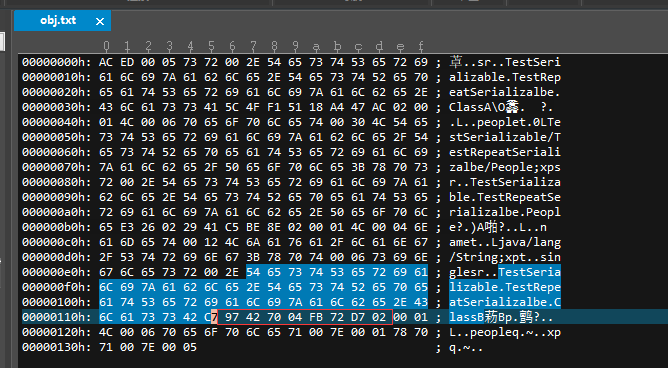 obj.txt ×
0 1 2 3 4 5 6 7 8 9 a b c d e f
00000000h: AC ED 00 05 73 72 00 2E 54 65 73 74 53 65 72 69 ; 瑋..sr..TestSeri
00000010h: 61 6C 69 7A 61 62 6C 65 2E 54 65 73 74 52 65 70 ; alizable.TestRep
00000020h: 65 61 74 53 65 72 69 61 6C 69 7A 61 6C 62 65 2E ; eatSerializalbe.
00000030h: 43 6C 61 73 73 41 5C 4F F1 51 18 A4 47 AC 02 00 ; ClassA\O
00000040h: 01 4C 00 06 70 65 6F 70 6C 65 74 00 30 4C 54 65 ; .L..peoplet.0LTe
00000050h: 73 74 53 65 72 69 61 6C 69 7A 61 62 6C 65 2F 54 ; stSerializable/T
00000060h: 65 73 74 52 65 70 65 61 74 53 65 72 69 61 6C 69 ; estRepeatSeriali
00000070h: 7A 61 6C 62 65 2F 50 65 6F 70 6C 65 3B 78 70 73 ; zalbe/People;xps
00000080h: 72 00 2E 54 65 73 74 53 65 72 69 61 6C 69 7A 61 ; r..TestSerializa
00000090h: 62 6C 65 2E 54 65 73 74 52 65 70 65 61 74 53 65 ; ble.TestRepeatSe
000000a0h: 72 69 61 6C 69 7A 61 6C 62 65 2E 50 65 6F 70 6C ; rializalbe.Peopl
000000b0h: 65 E3 26 02 29 41 C5 BE 8E 02 00 01 4C 00 04 6E ; e?.)A啪?..L..n
000000c0h: 61 6D 65 74 00 12 4C 6A 61 76 61 2F 6C 61 6E 67 ; amet..Ljava/lang
000000d0h: 2F 53 74 72 69 6E 67 3B 78 70 74 00 06 73 69 6E ; /String;xpt..sin
000000e0h: 67 6C 65 73 72 00 2E 54 65 73 74 53 65 72 69 61 ; glesr..TestSeria
000000f0h: 6C 69 7A 61 62 6C 65 2E 54 65 73 74 52 65 70 65 ; lizable.TestRepe
00000100h: 61 74 53 65 72 69 61 6C 69 7A 61 6C 62 65 2E 43 ; atSerializalbe.C
00000110h: 6C 61 73 73 42 C7 97 42 70 04 FB 72 D7 02 00 01 ; lassB
00000120h: 4C 00 06 70 65 6F 70 6C 65 71 00 7E 00 01 78 70 ; L..peopleq.~..xp
00000130h: 71 00 7E 00 05 ; q.~..